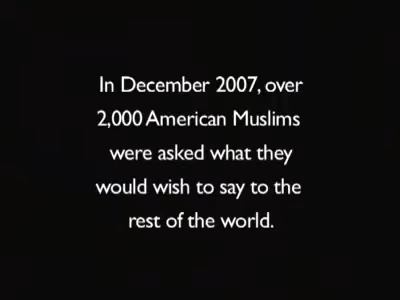 In December 2007, over
2,000 American Muslims
were asked what they
would wish to say to the
rest of the world.